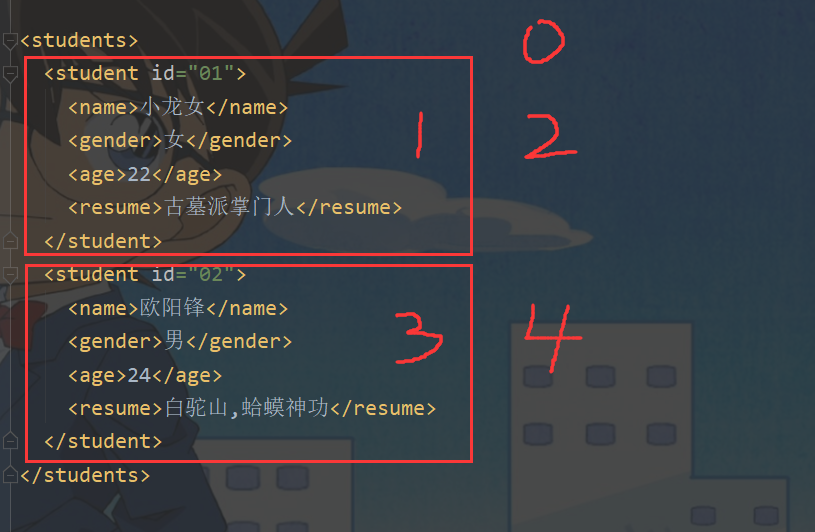 <students>
0
<student id="01">
<name>小龙女</name>
<gender>女</gender>
1
2
<age>22</age>
<resume>古墓派掌门人</resume>
</student>
<student id="02">
<name>欧阳锋</name>
<gender>男</gender>
3
4
<age>24</age>
<resume>白驼山,蛤蟆神功</resume>
</student>
</students>